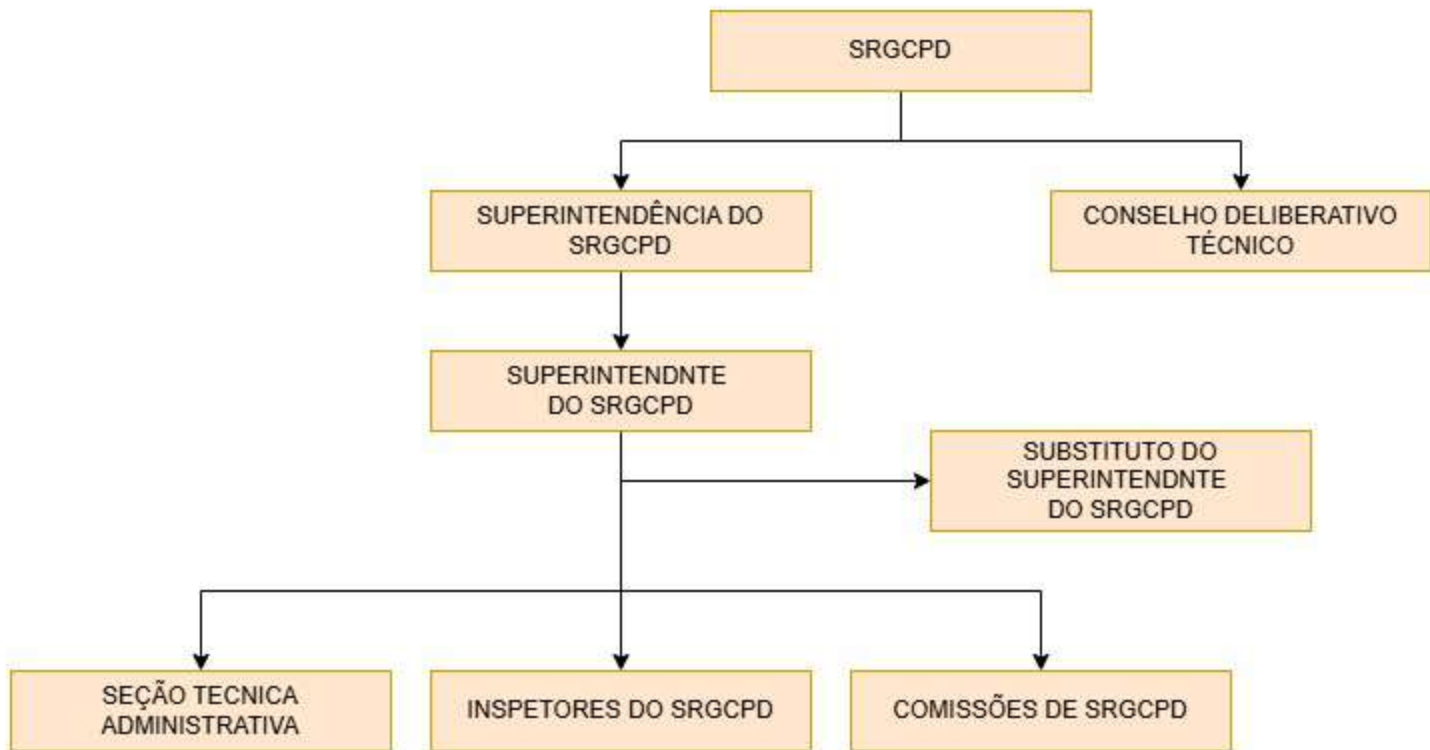 SRGCPD
SUPERINTENDÊNCIA DO
SRGCPD
CONSELHO DELIBERATIVO
TÉCNICO
SUPERINTENDNTE
DO SRGCPD
SUBSTITUTO DO
SUPERINTENDNTE
DO SRGCPD
SEÇÃO TECNICA
ADMINISTRATIVA
INSPETORES DO SRGCPD
COMISSÕES DE SRGCPD